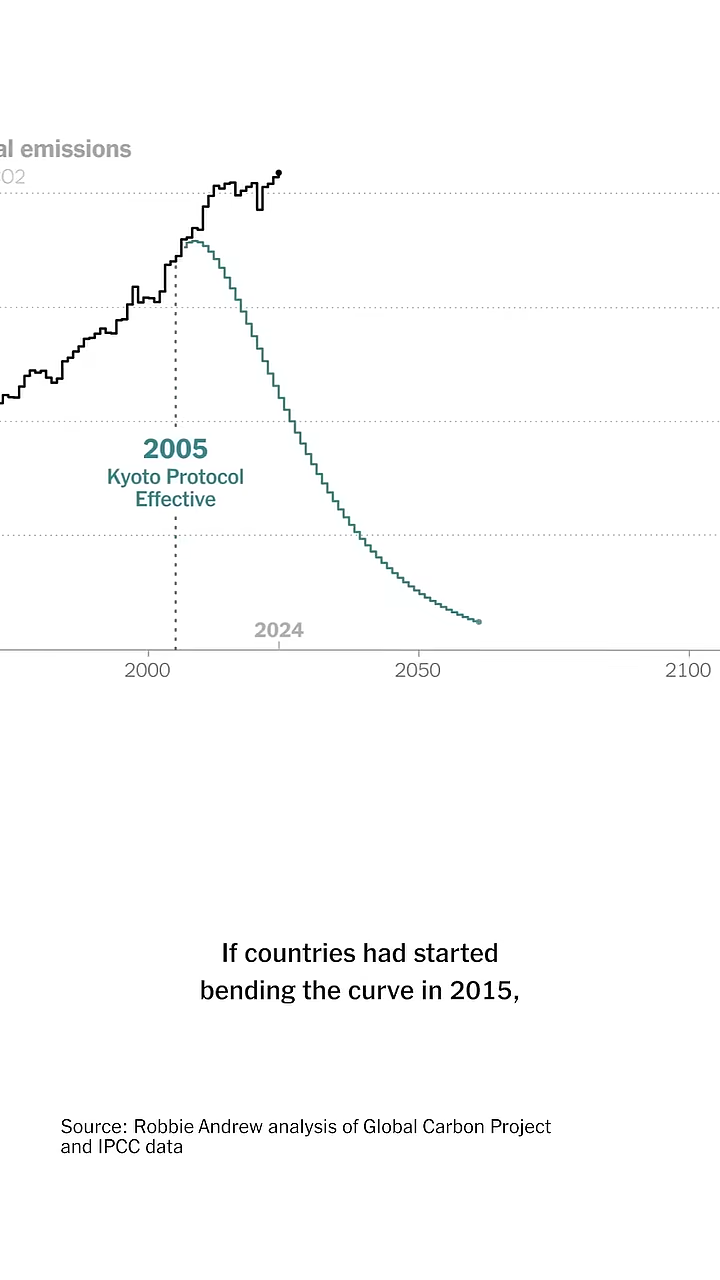 al emissions
O2
2005
Kyoto Protocol
Effective
2024
2000
2050
2100
If countries had started
bending the curve in 2015,
Source: Robbie Andrew analysis of Global Carbon Project
and IPCC data